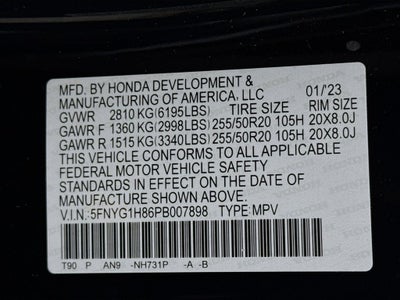 MFD. BY HONDA DEVELOPMENT &
MANUFACTURING OF AMERICA, LLC 01/'23
GVWR 2810 KG(6195LBS) TIRE SIZE RIM SIZE
GAWR F 1360 KG(2998LBS) 255/50R20 105H 20X8.0J
GAWR R 1515 KG(3340LBS) 255/50R20 105H 20X8.0J
THIS VEHICLE CONFORMS TO ALL APPLICABLE
FEDERAL MOTOR VEHICLE SAFETY
STANDARDS IN EFFECT ON THE DATE OF
MANUFACTURE SHOWN ABOVE.
V.I.N.:5FNYG1H86PB007898 TYPE:MPV
T90 P AN9 -NH731P -A -B